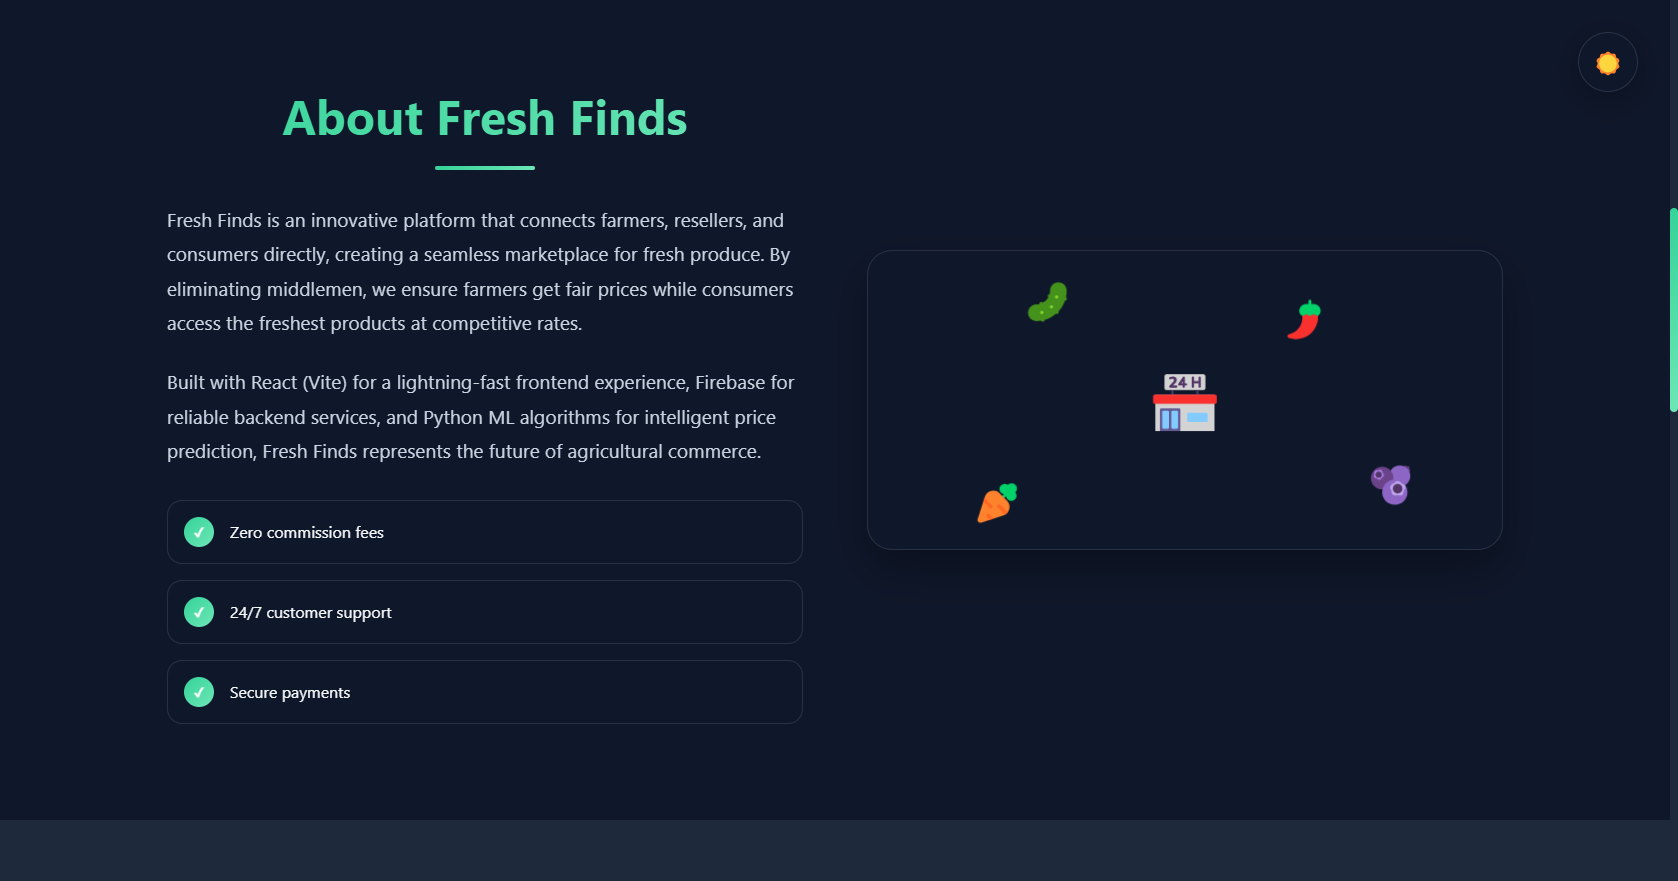 About Fresh Finds
Fresh Finds is an innovative platform that connects farmers, resellers, and
consumers directly, creating a seamless marketplace for fresh produce. By
eliminating middlemen, we ensure farmers get fair prices while consumers
access the freshest products at competitive rates.
Built with React (Vite) for a lightning-fast frontend experience, Firebase for
reliable backend services, and Python ML algorithms for intelligent price
prediction, Fresh Finds represents the future of agricultural commerce.
Zero commission fees
24/7 customer support
Secure payments
24 H